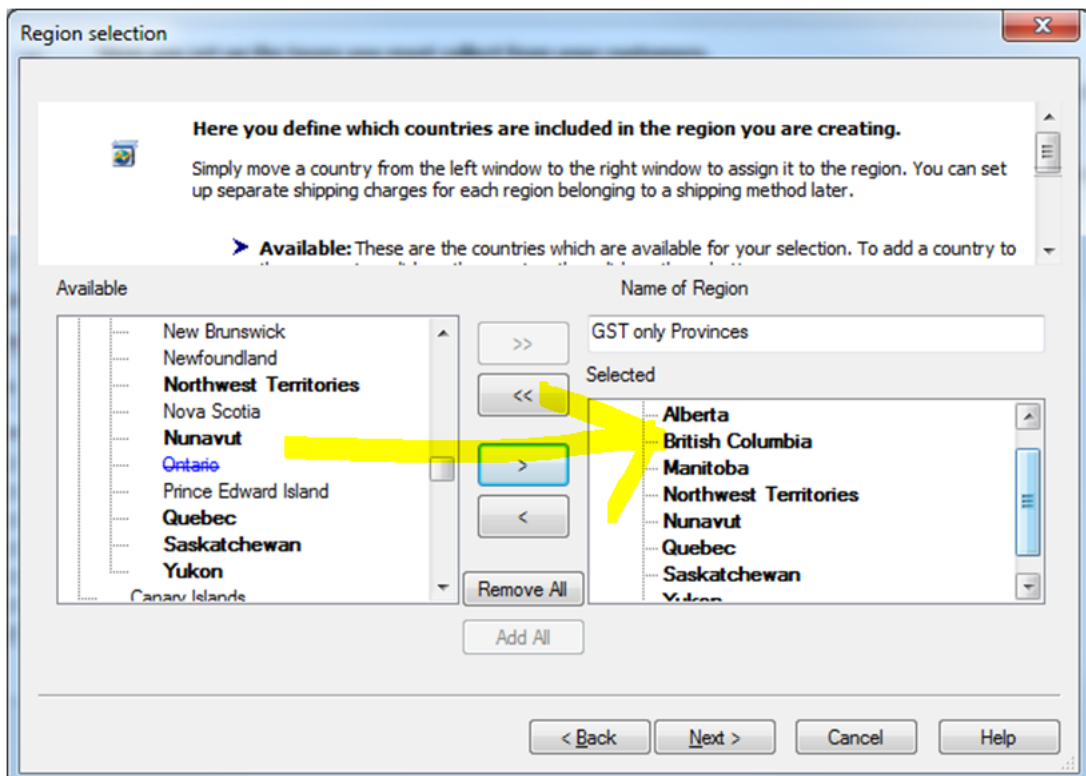 Region selection
Here you define which countries are included in the region you are creating.
Simply move a country from the left window to the right window to assign it to the region. You can set
up separate shipping charges for each region belonging to a shipping method later.
Available: These are the countries which are available for your selection. To add a country to
Available
Name of Region
New Brunswick
Newfoundland
Northwest Territories
Nova Scotia
Nunavut
Ontario
Prince Edward Island
Quebec
Saskatchewan
Yukon
Canary Islands
>>
<<
>
<
Remove All
Add All
GST only Provinces
Selected
Alberta
British Columbia
Manitoba
Northwest Territories
Nunavut
Quebec
Saskatchewan
Yukon
< Back
Next >
Cancel
Help